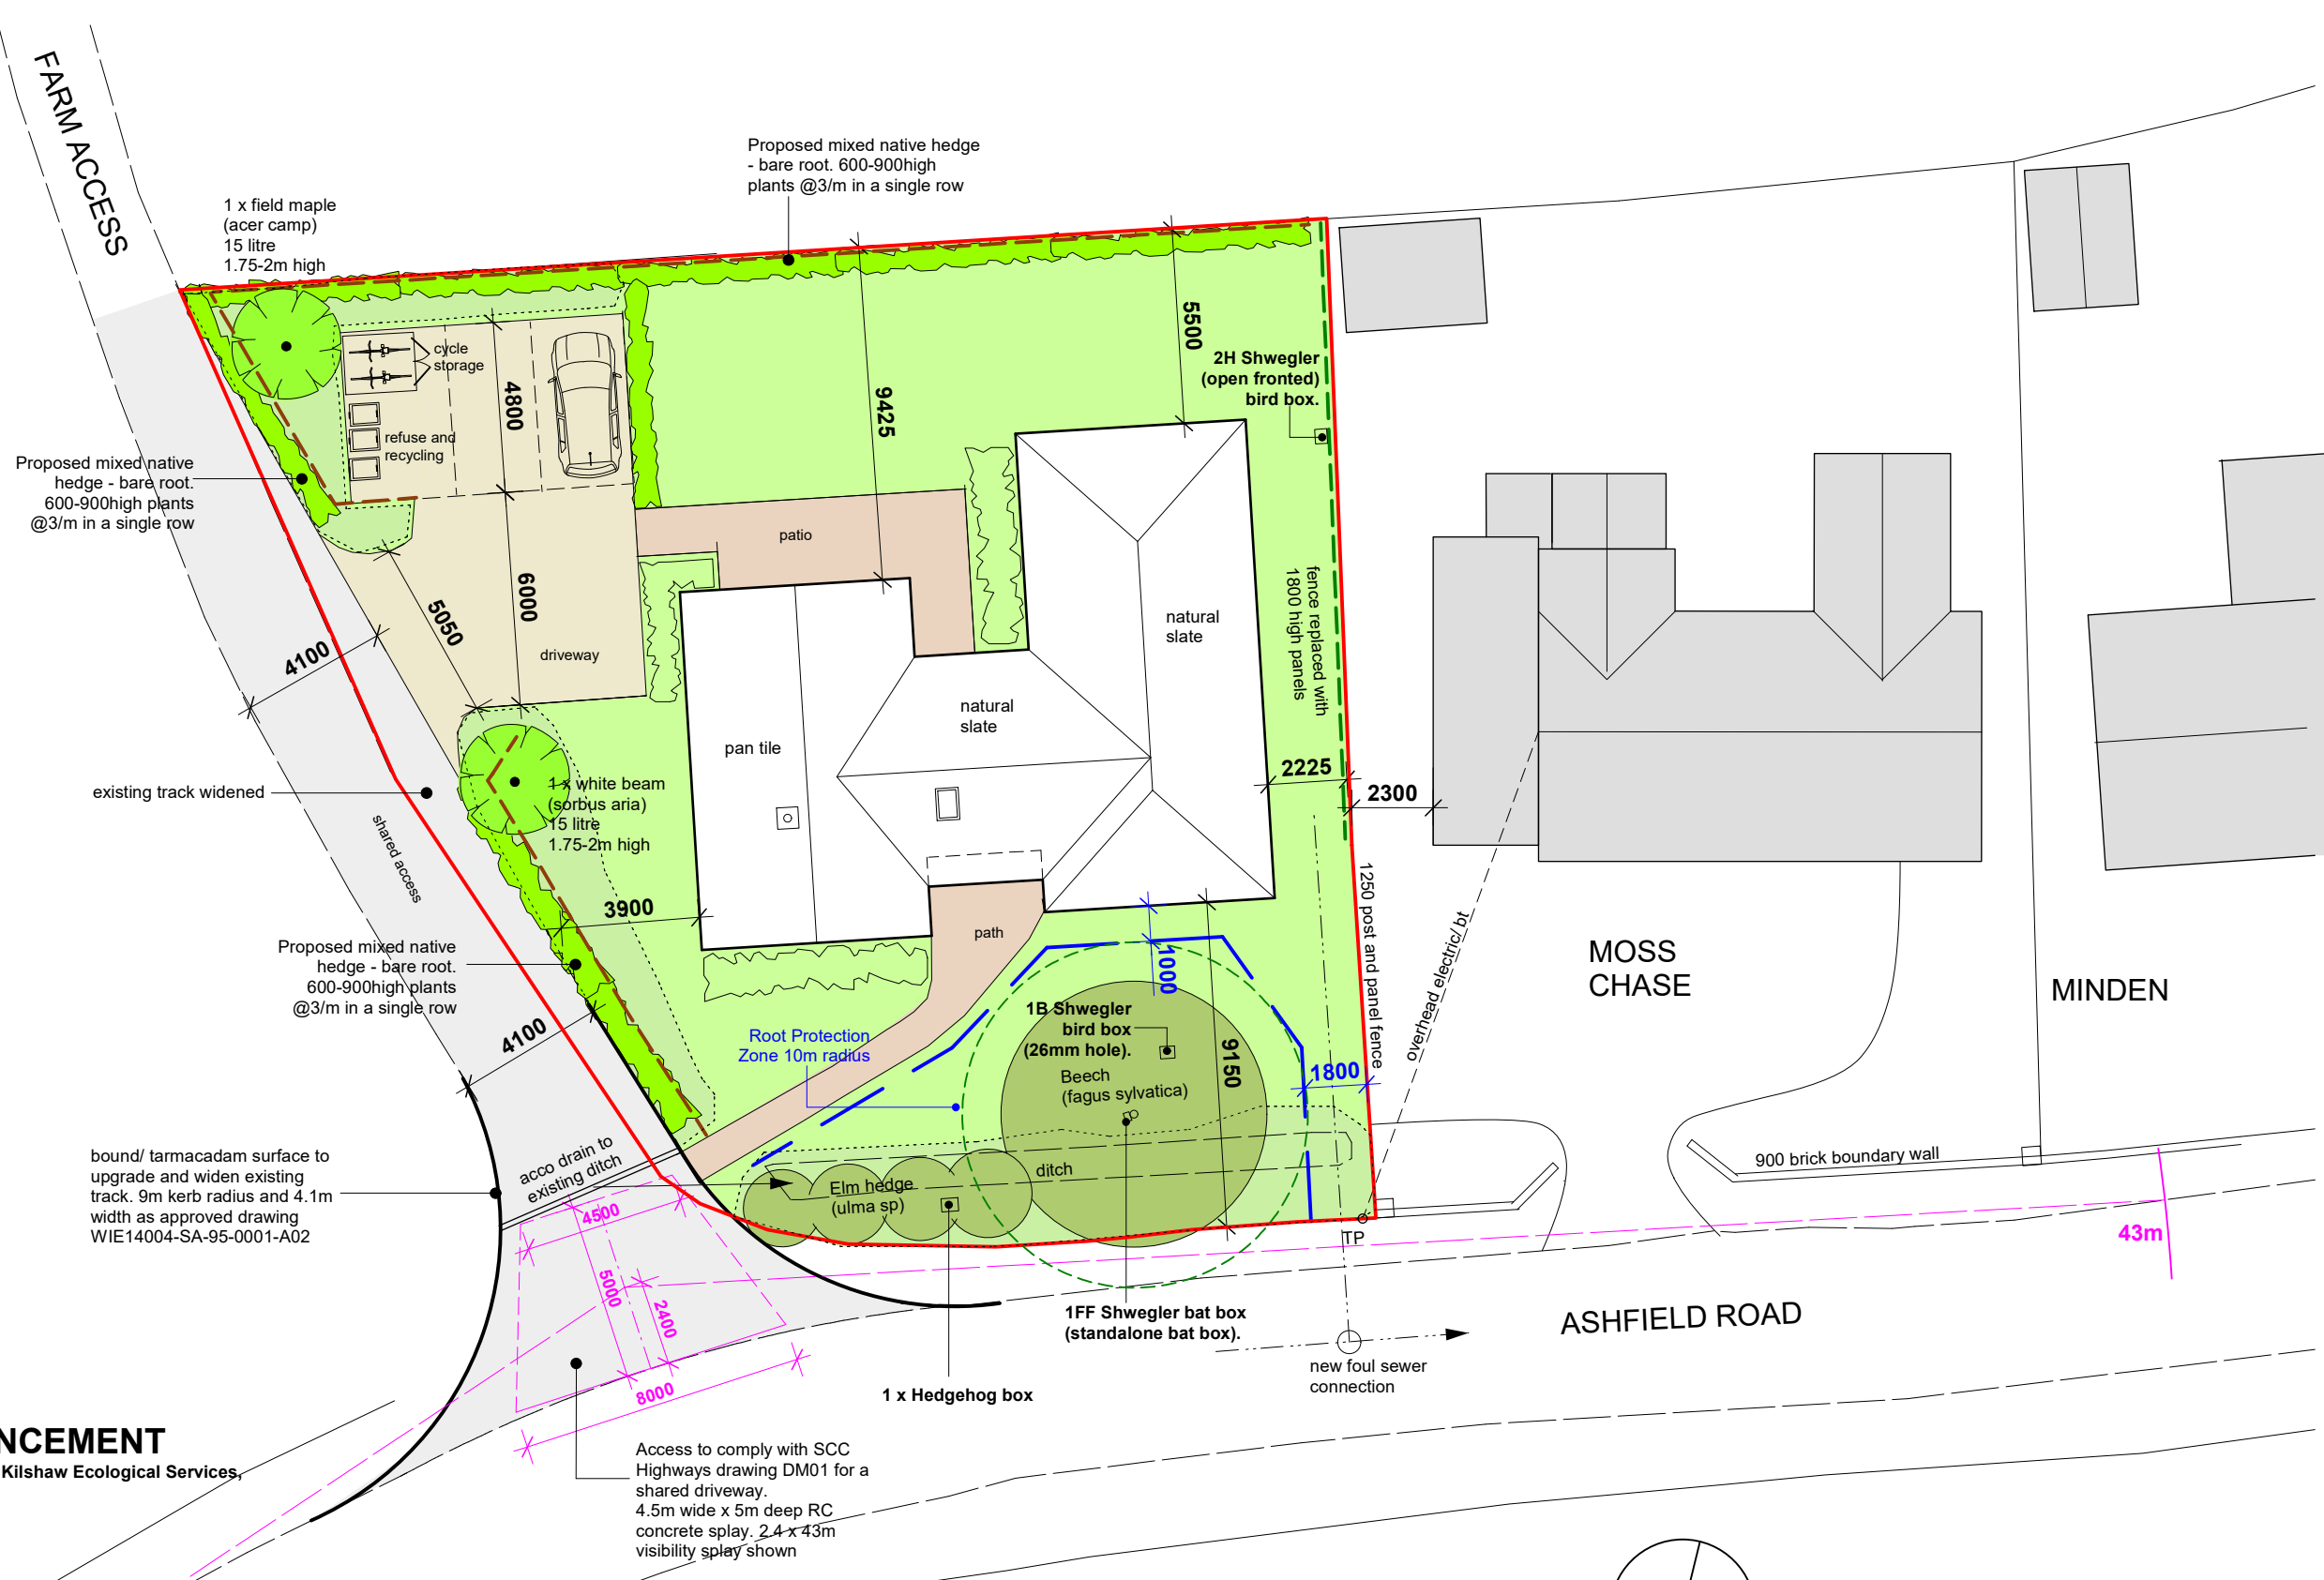 FARM ACCESS
Proposed mixed native hedge
- bare root. 600-900high
plants @3/m in a single row
1 x field maple
(acer camp)
15 litre
1.75-2m high
cycle
storage
4800
9425
5500
2H Shwegler
(open fronted)
bird box.
refuse and
recycling
Proposed mixed native
hedge - bare root.
600-900high plants
@3/m in a single row
patio
6000
5050
4100
driveway
natural
slate
fence replaced with
1800 high panels
natural
slate
pan tile
2225
2300
existing track widened
1 x white beam
(sorbus aria)
15 litre
1.75-2m high
shared access
3900
path
1250 post and panel fence
overhead electric/ bt
MOSS
CHASE
MINDEN
Proposed mixed native
hedge - bare root.
600-900high plants
@3/m in a single row
4100
1000
1B Shwegler
bird box
(26mm hole).
Root Protection
Zone 10m radius
Beech
(fagus sylvatica)
9150
1800
bound/ tarmacadam surface to
upgrade and widen existing
track. 9m kerb radius and 4.1m
width as approved drawing
WIE14004-SA-95-0001-A02
acco drain to
existing ditch
ditch
Elm hedge
(ulma sp)
900 brick boundary wall
4500
TP
43m
5000
2400
1FF Shwegler bat box
(standalone bat box).
ASHFIELD ROAD
new foul sewer
connection
8000
1 x Hedgehog box
NCEMENT
Kilshaw Ecological Services,
Access to comply with SCC
Highways drawing DM01 for a
shared driveway.
4.5m wide x 5m deep RC
concrete splay. 2.4 x 43m
visibility splay shown